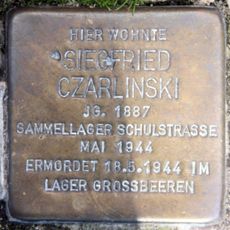 HIER WOHNTE
SIEGFRIED
CZARLINSKI
JG. 1887
SAMMELLAGER SCHULSTRASSE
MAI 1944
ERMORDET 18.5.1944 IM
LAGER GROSSBEEREN